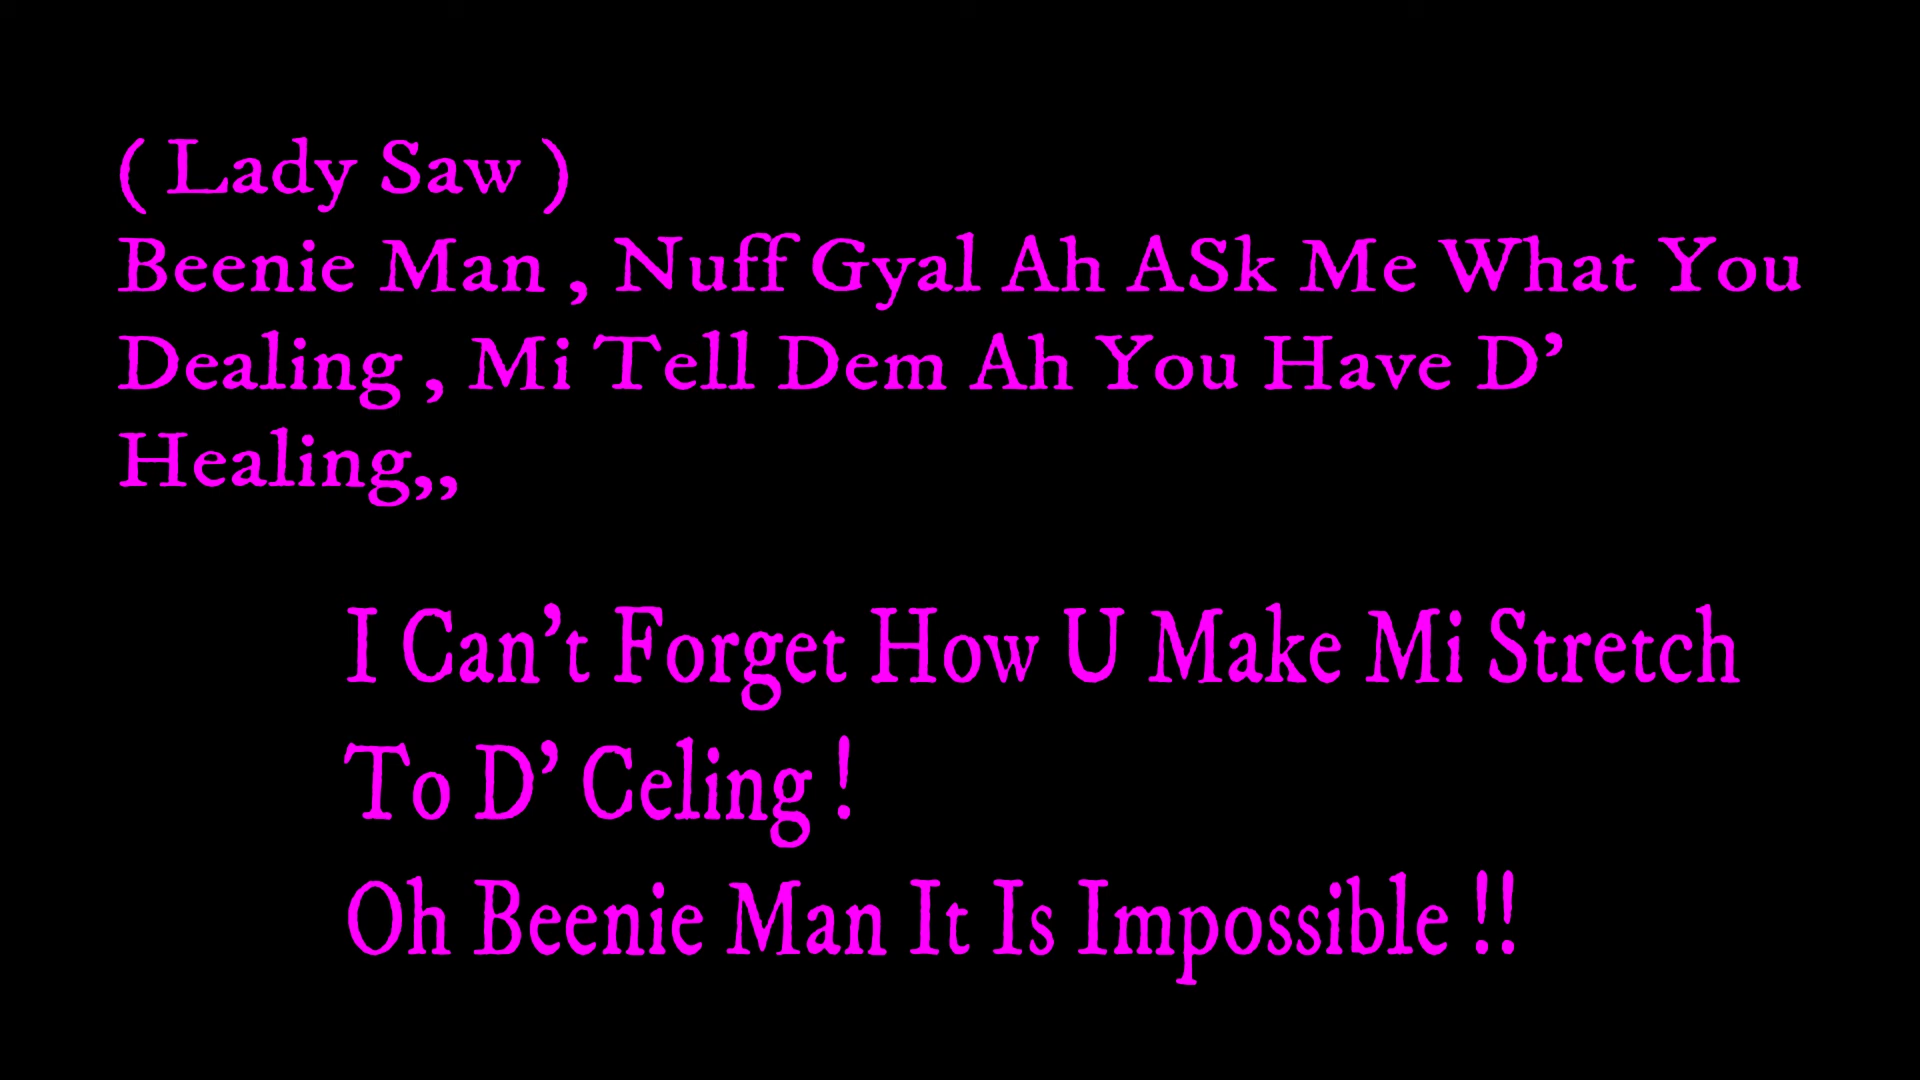 ( Lady Saw )
Beenie Man , Nuff Gyal Ah ASk Me What You
Dealing , Mi Tell Dem Ah You Have D’
Healing,,
I Can’t Forget How U Make Mi Stretch
To D’ Celing !
Oh Beenie Man It Is Impossible !!